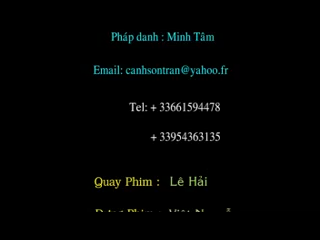 Pháp danh : Minh Tâm
Email: canhsontran@yahoo.fr
Tel: + 33661594478
+ 33954363135
Quay Phim : Lê Hải